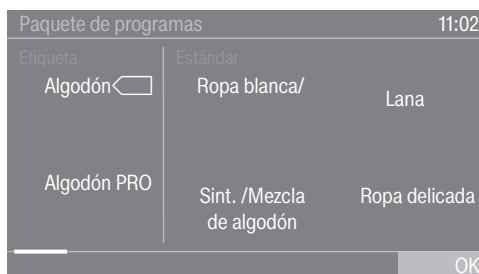 Paquete de programas 11:02
Etiqueta Estándar
Algodón Ropa blanca/ Lana
Algodón PRO Sint. /Mezcla
de algodón Ropa delicada
OK